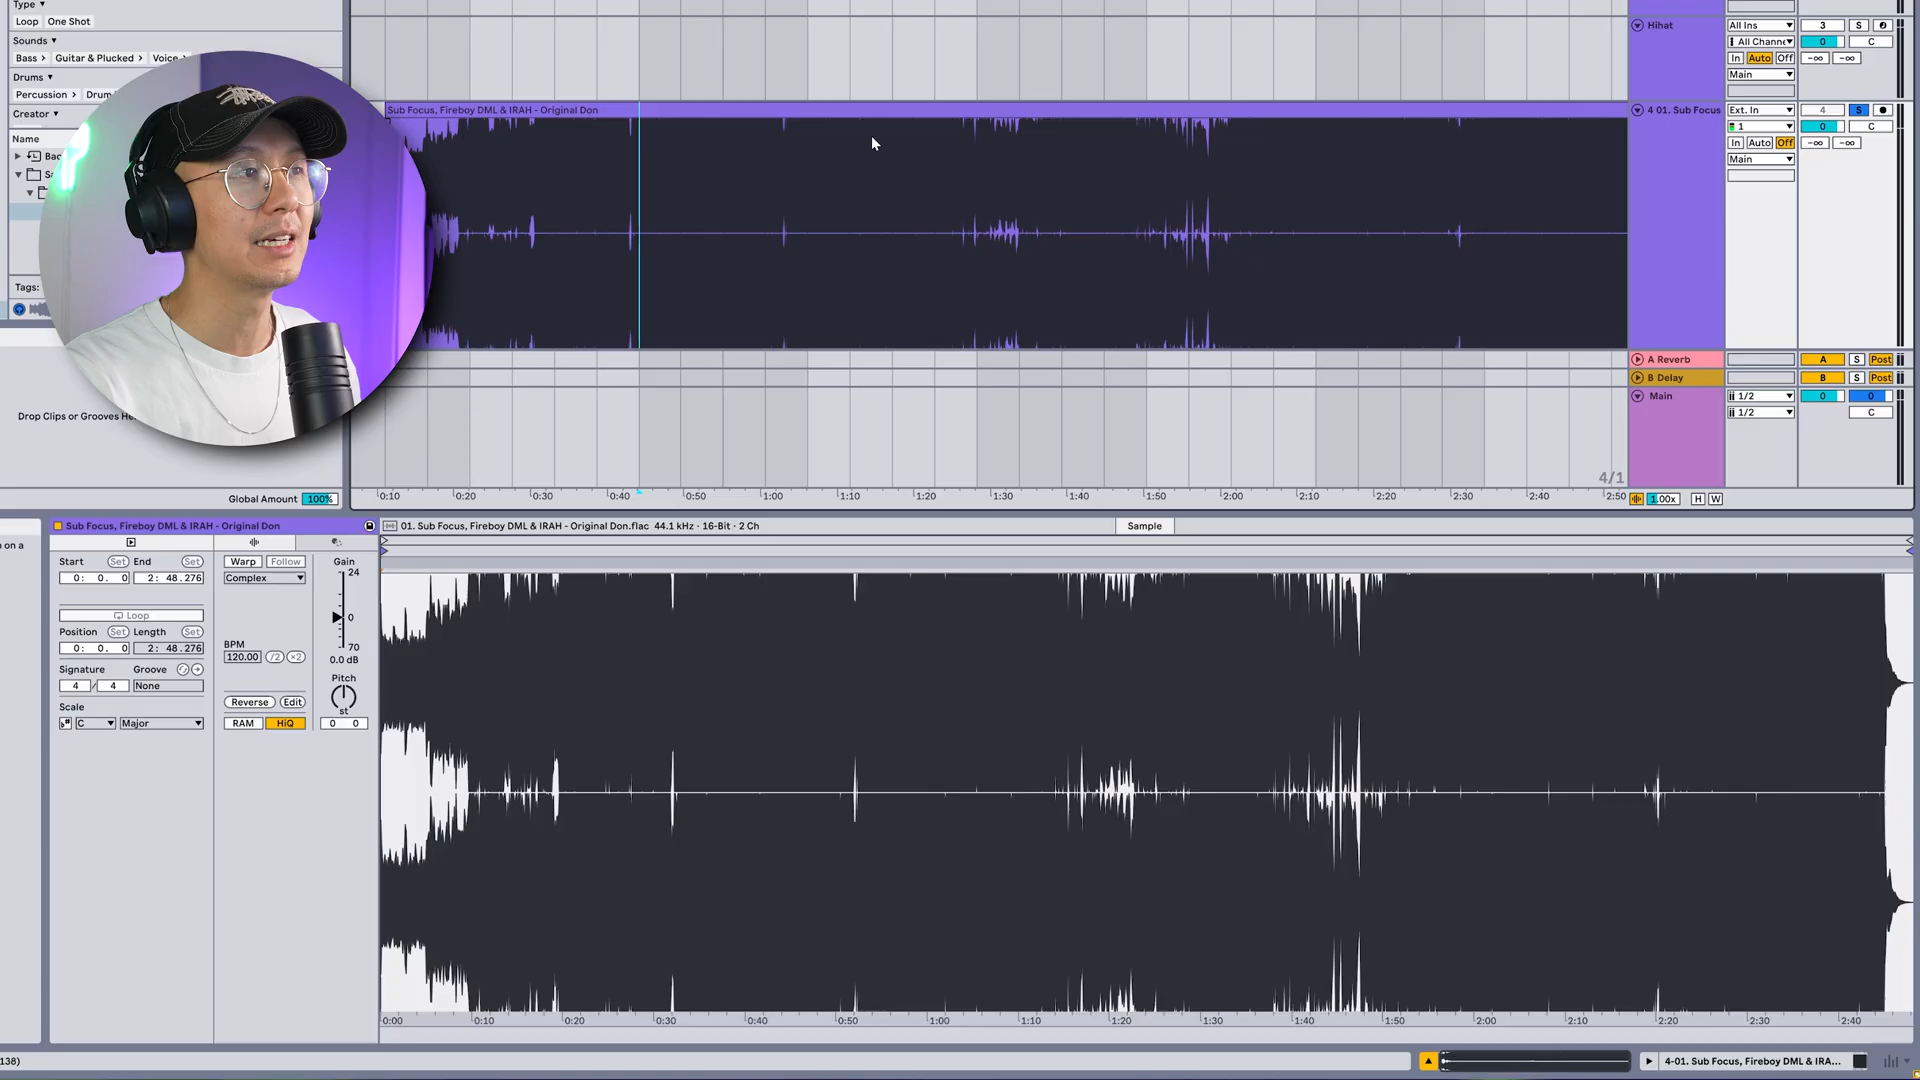 Type
Loop One Shot
Sounds
Bass > Guitar & Plucked > Voice
Drums
Percussion > Drum
Creator
Name
Tags:
Drop Clips or Grooves He
Global Amount 100%
Sub Focus, Fireboy DML & IRAH - Original Don
Hihat
All Ins
3
S
All Channe
0
C
In Auto Off
-∞ -∞
Main
4 01. Sub Focus
Ext. In
4
S
1
0
C
In Auto Off
-∞ -∞
Main
A Reverb
A S Post
B Delay
B S Post
Main
1/2
0 0
1/2
C
4/1
0:10 0:20 0:30 0:40 0:50 1:00 1:10 1:20 1:30 1:40 1:50 2:00 2:10 2:20 2:30 2:40 2:50
1.00x H W
n on a
Sub Focus, Fireboy DML & IRAH - Original Don
01. Sub Focus, Fireboy DML & IRAH - Original Don.flac 44.1 kHz · 16-Bit · 2 Ch
Sample
Start Set End Set
0: 0. 0 2: 48.276
Loop
Position Set Length Set
0: 0. 0 2: 48.276
Signature Groove
4 / 4 None
Scale
C Major
Warp Follow
Complex
BPM
120.00 /2 ×2
Reverse Edit
RAM HiQ
Gain
24
0
70
0.0 dB
Pitch
st
0 0
0:00 0:10 0:20 0:30 0:40 0:50 1:00 1:10 1:20 1:30 1:40 1:50 2:00 2:10 2:20 2:30 2:40
138)
4-01. Sub Focus, Fireboy DML & IRA...